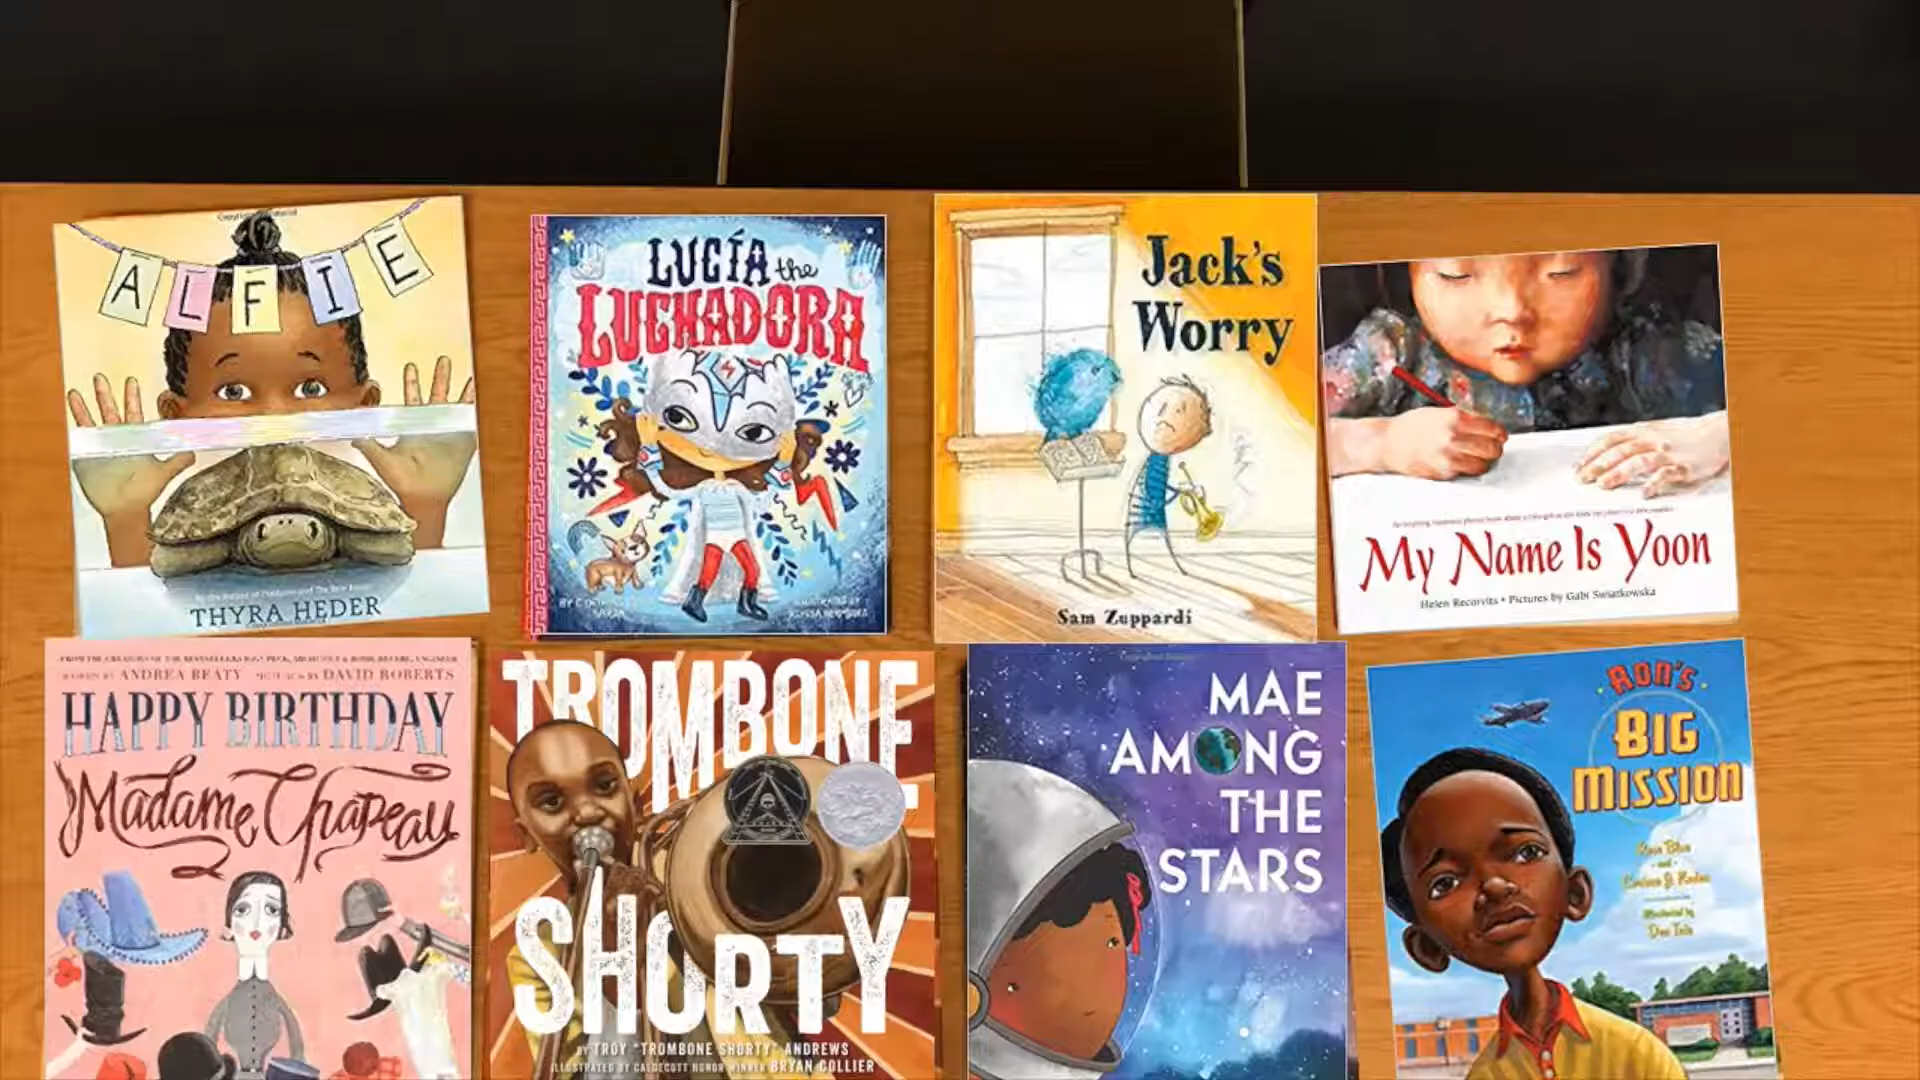 ALFIE
THYRA HEDER
LUCÍA the
LUCHADORA
Jack's
Worry
Sam Zuppardi
My Name Is Yoon
Helen Recorvits • Pictures by Gabi Swiatkowska
WORDS BY ANDREA BEATY PICTURES BY DAVID ROBERTS
HAPPY BIRTHDAY
Madame Chapeau
TROMBONE
SHORTY
BY TROY "TROMBONE SHORTY" ANDREWS
ILLUSTRATED BY CALDECOTT HONOR WINNER BRYAN COLLIER
MAE
AMONG
THE
STARS
RON'S
BIG
MISSION